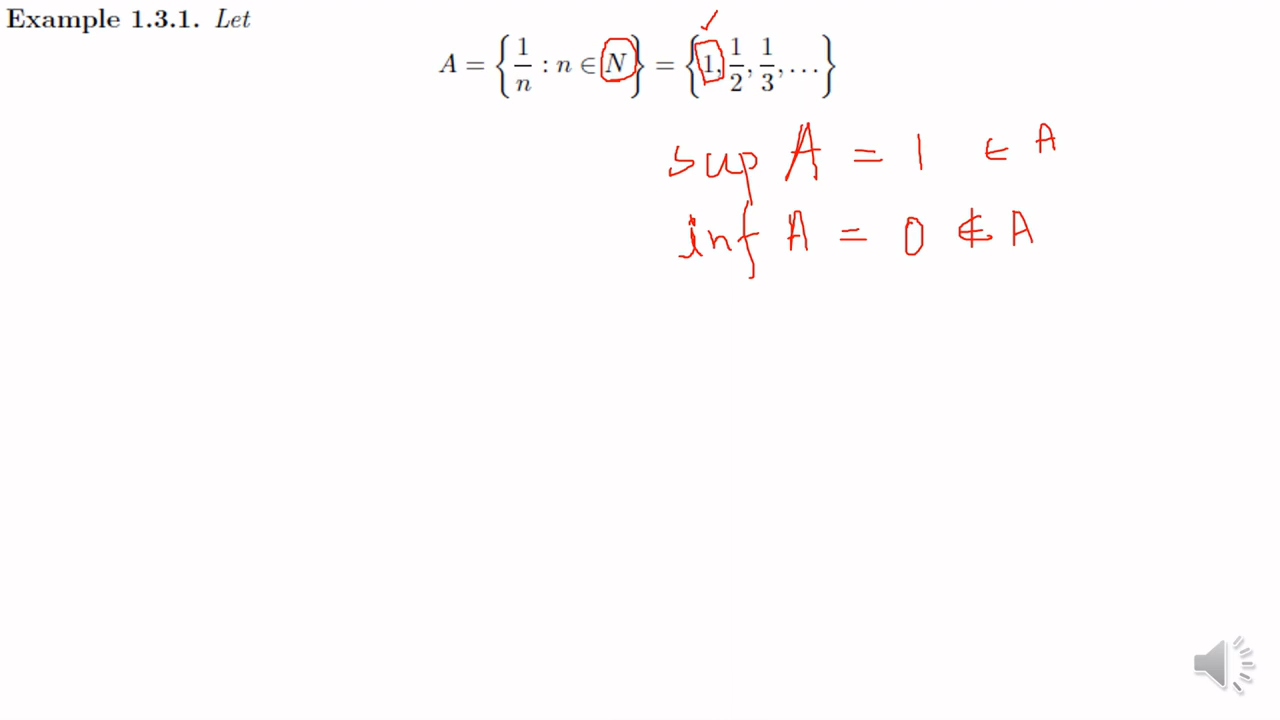 Example 1.3.1. Let
A = { 1/n : n ∈ N } = { 1, 1/2, 1/3, ... }
sup A = 1 ∈ A
inf A = 0 ∉ A